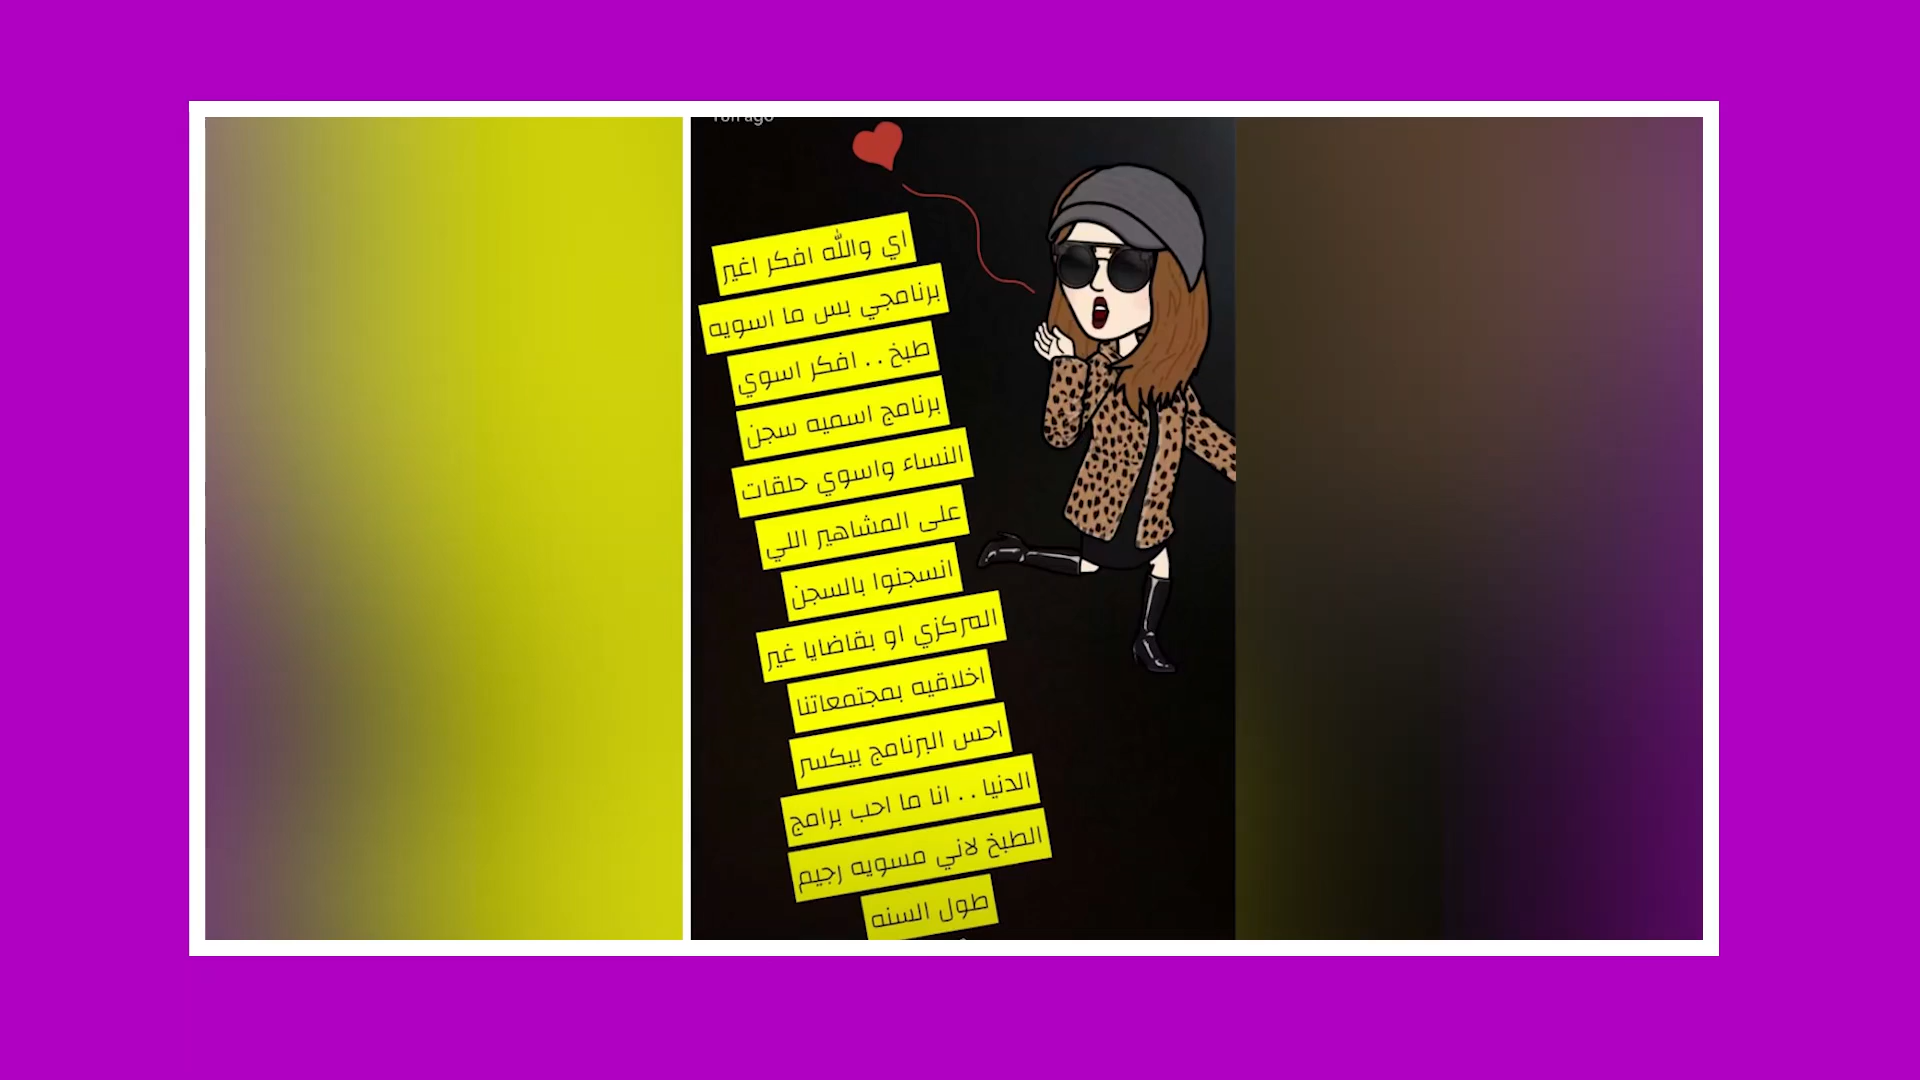 اي والله افكر اغير
برنامجي بس ما اسويه
طبخ . . افكر اسوي
برنامج اسميه سجن
النساء واسوي حلقات
على المشاهير اللي
انسجنوا بالسجن
المركزي او بقاضايا غير
اخلاقيه بمجتمعاتنا
احس البرنامج بيكسر
الدنيا . . انا ما احب برامج
الطبخ لاني مسويه رجيم
طول السنه